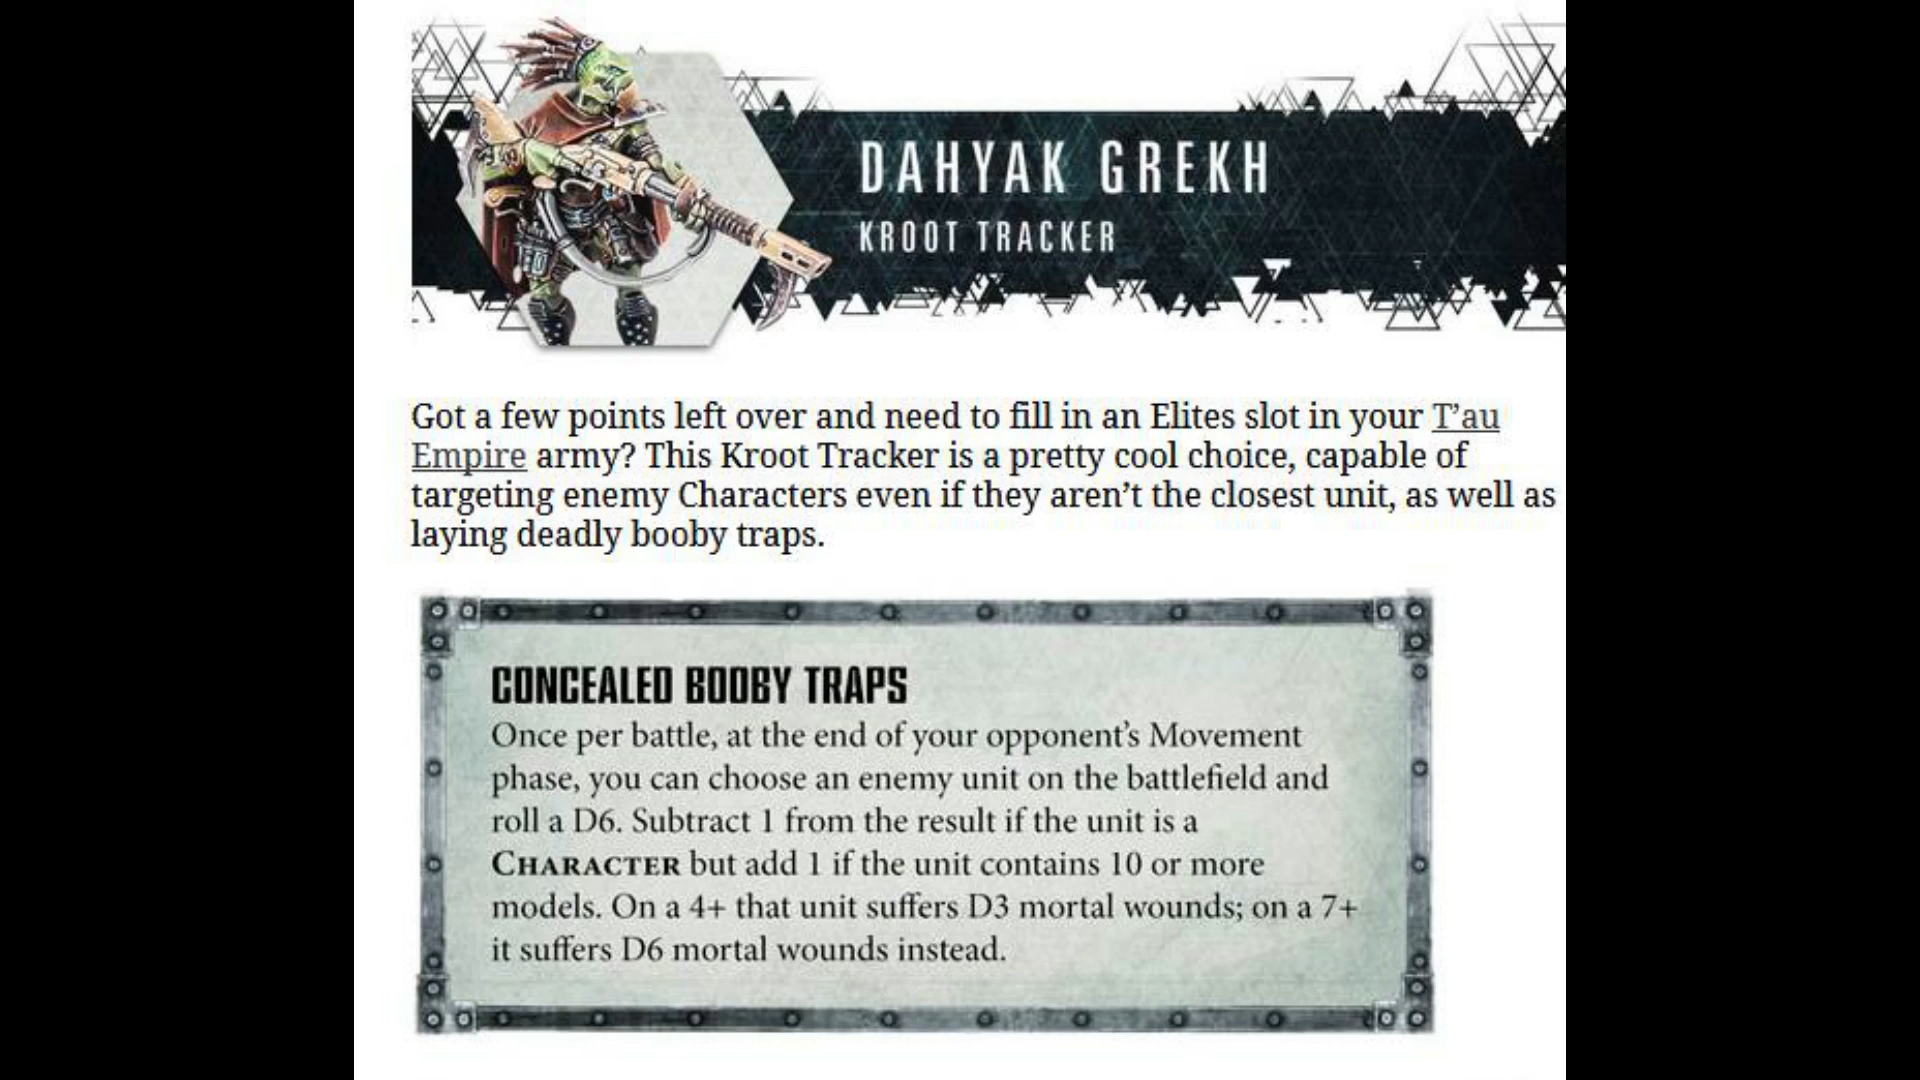 DAHYAK GREKH
KROOT TRACKER
Got a few points left over and need to fill in an Elites slot in your T’au
Empire army? This Kroot Tracker is a pretty cool choice, capable of
targeting enemy Characters even if they aren’t the closest unit, as well as
laying deadly booby traps.
CONCEALED BOOBY TRAPS
Once per battle, at the end of your opponent’s Movement
phase, you can choose an enemy unit on the battlefield and
roll a D6. Subtract 1 from the result if the unit is a
CHARACTER but add 1 if the unit contains 10 or more
models. On a 4+ that unit suffers D3 mortal wounds; on a 7+
it suffers D6 mortal wounds instead.